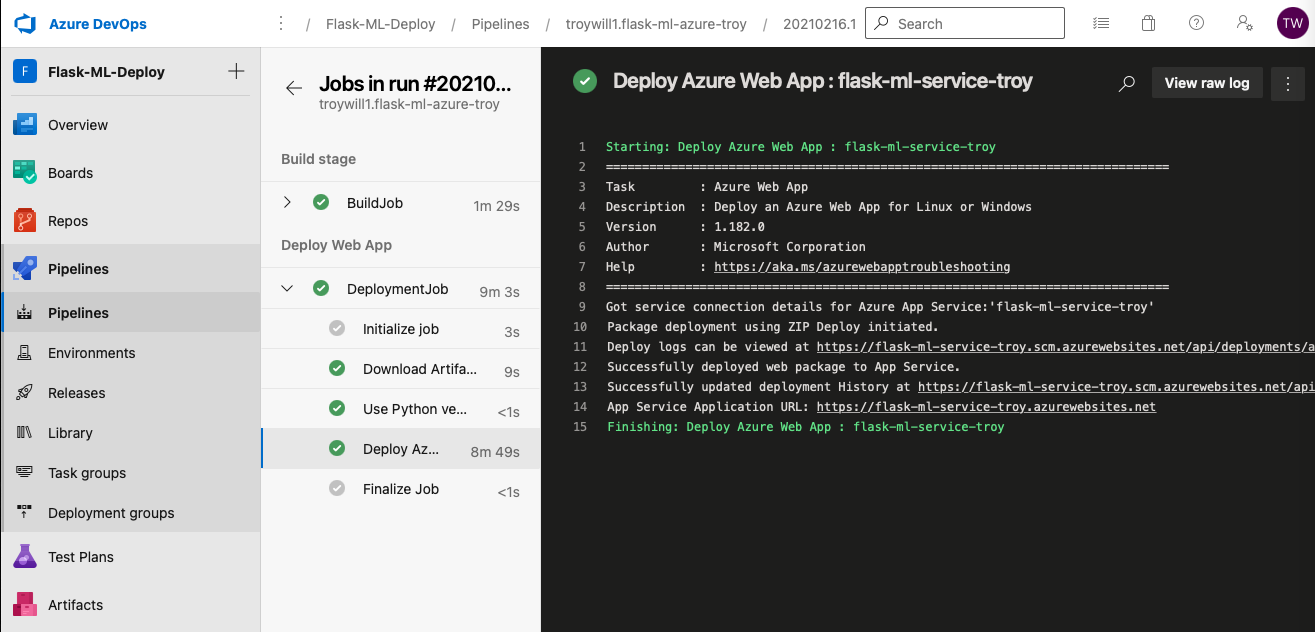 Azure DevOps
/ Flask-ML-Deploy / Pipelines / troywill1.flask-ml-azure-troy / 20210216.1
Search
TW
F Flask-ML-Deploy
Overview
Boards
Repos
Pipelines
Pipelines
Environments
Releases
Library
Task groups
Deployment groups
Test Plans
Artifacts
Jobs in run #20210...
troywill1.flask-ml-azure-troy
Build stage
BuildJob 1m 29s
Deploy Web App
DeploymentJob 9m 3s
Initialize job 3s
Download Artifa... 9s
Use Python ve... <1s
Deploy Az... 8m 49s
Finalize Job <1s
Deploy Azure Web App : flask-ml-service-troy
View raw log
1 Starting: Deploy Azure Web App : flask-ml-service-troy
2 ==============================================================================
3 Task : Azure Web App
4 Description : Deploy an Azure Web App for Linux or Windows
5 Version : 1.182.0
6 Author : Microsoft Corporation
7 Help : https://aka.ms/azurewebapptroubleshooting
8 ==============================================================================
9 Got service connection details for Azure App Service:'flask-ml-service-troy'
10 Package deployment using ZIP Deploy initiated.
11 Deploy logs can be viewed at https://flask-ml-service-troy.scm.azurewebsites.net/api/deployments/a
12 Successfully deployed web package to App Service.
13 Successfully updated deployment History at https://flask-ml-service-troy.scm.azurewebsites.net/api
14 App Service Application URL: https://flask-ml-service-troy.azurewebsites.net
15 Finishing: Deploy Azure Web App : flask-ml-service-troy